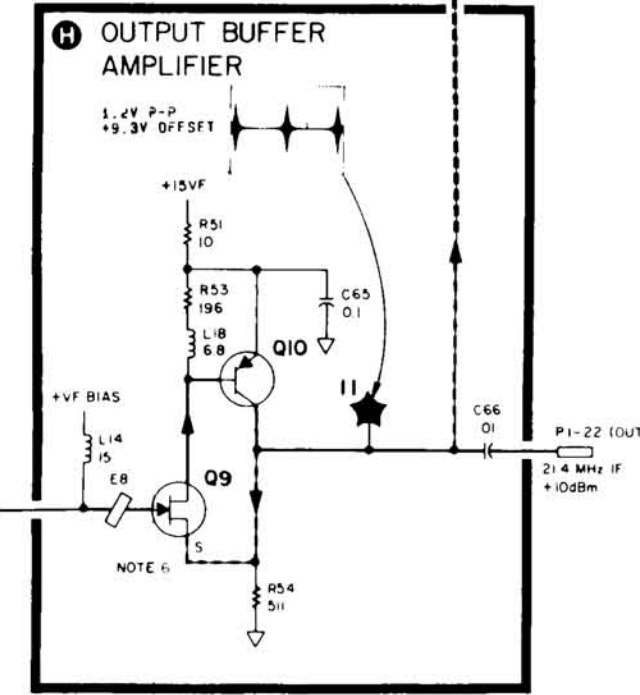 H OUTPUT BUFFER
AMPLIFIER
1.2V P-P
+9.3V OFFSET
+15VF
R51
10
R53
196
C65
0.1
L18
6.8
Q10
11
+VF BIAS
C66
.01
P1-22 (OUT
L14
15
21.4 MHz IF
+10dBm
E8
Q9
S
NOTE 6
R54
511